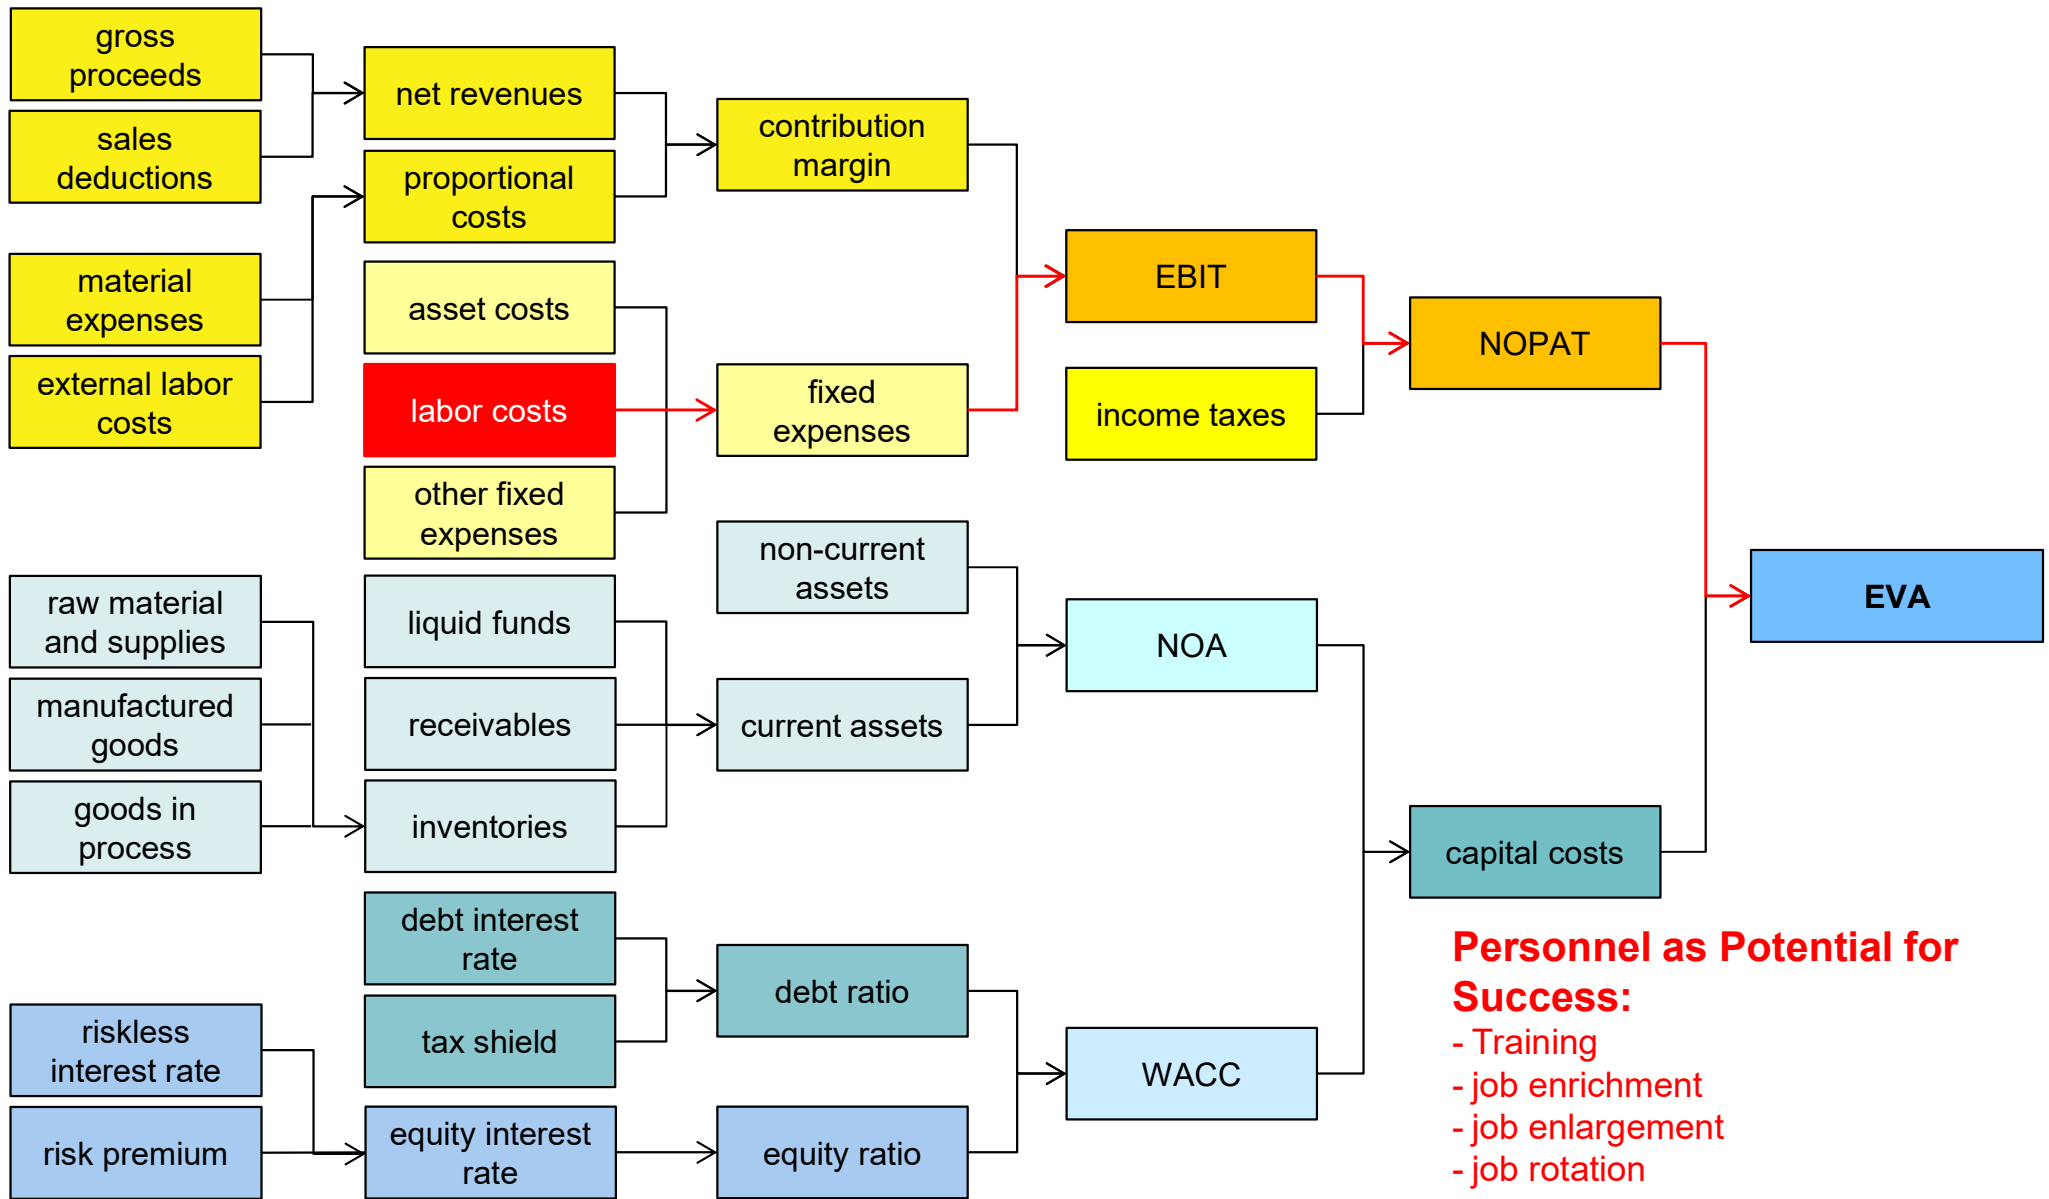 gross
proceeds
sales
deductions
material
expenses
external labor
costs
raw material
and supplies
manufactured
goods
goods in
process
riskless
interest rate
risk premium
net revenues
proportional
costs
asset costs
labor costs
other fixed
expenses
liquid funds
receivables
inventories
debt interest
rate
tax shield
equity interest
rate
contribution
margin
fixed
expenses
non-current
assets
current assets
debt ratio
equity ratio
EBIT
income taxes
NOA
WACC
NOPAT
capital costs
EVA
Personnel as Potential for
Success:
- Training
- job enrichment
- job enlargement
- job rotation